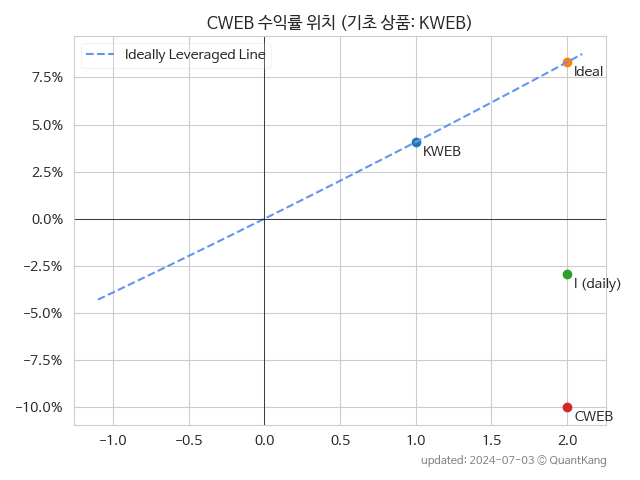 CWEB 수익률 위치 (기초 상품: KWEB)
Ideally Leveraged Line
7.5%
5.0%
2.5%
0.0%
−2.5%
−5.0%
−7.5%
−10.0%
Ideal
KWEB
I (daily)
CWEB
−1.0
−0.5
0.0
0.5
1.0
1.5
2.0
updated: 2024-07-03 © QuantKang